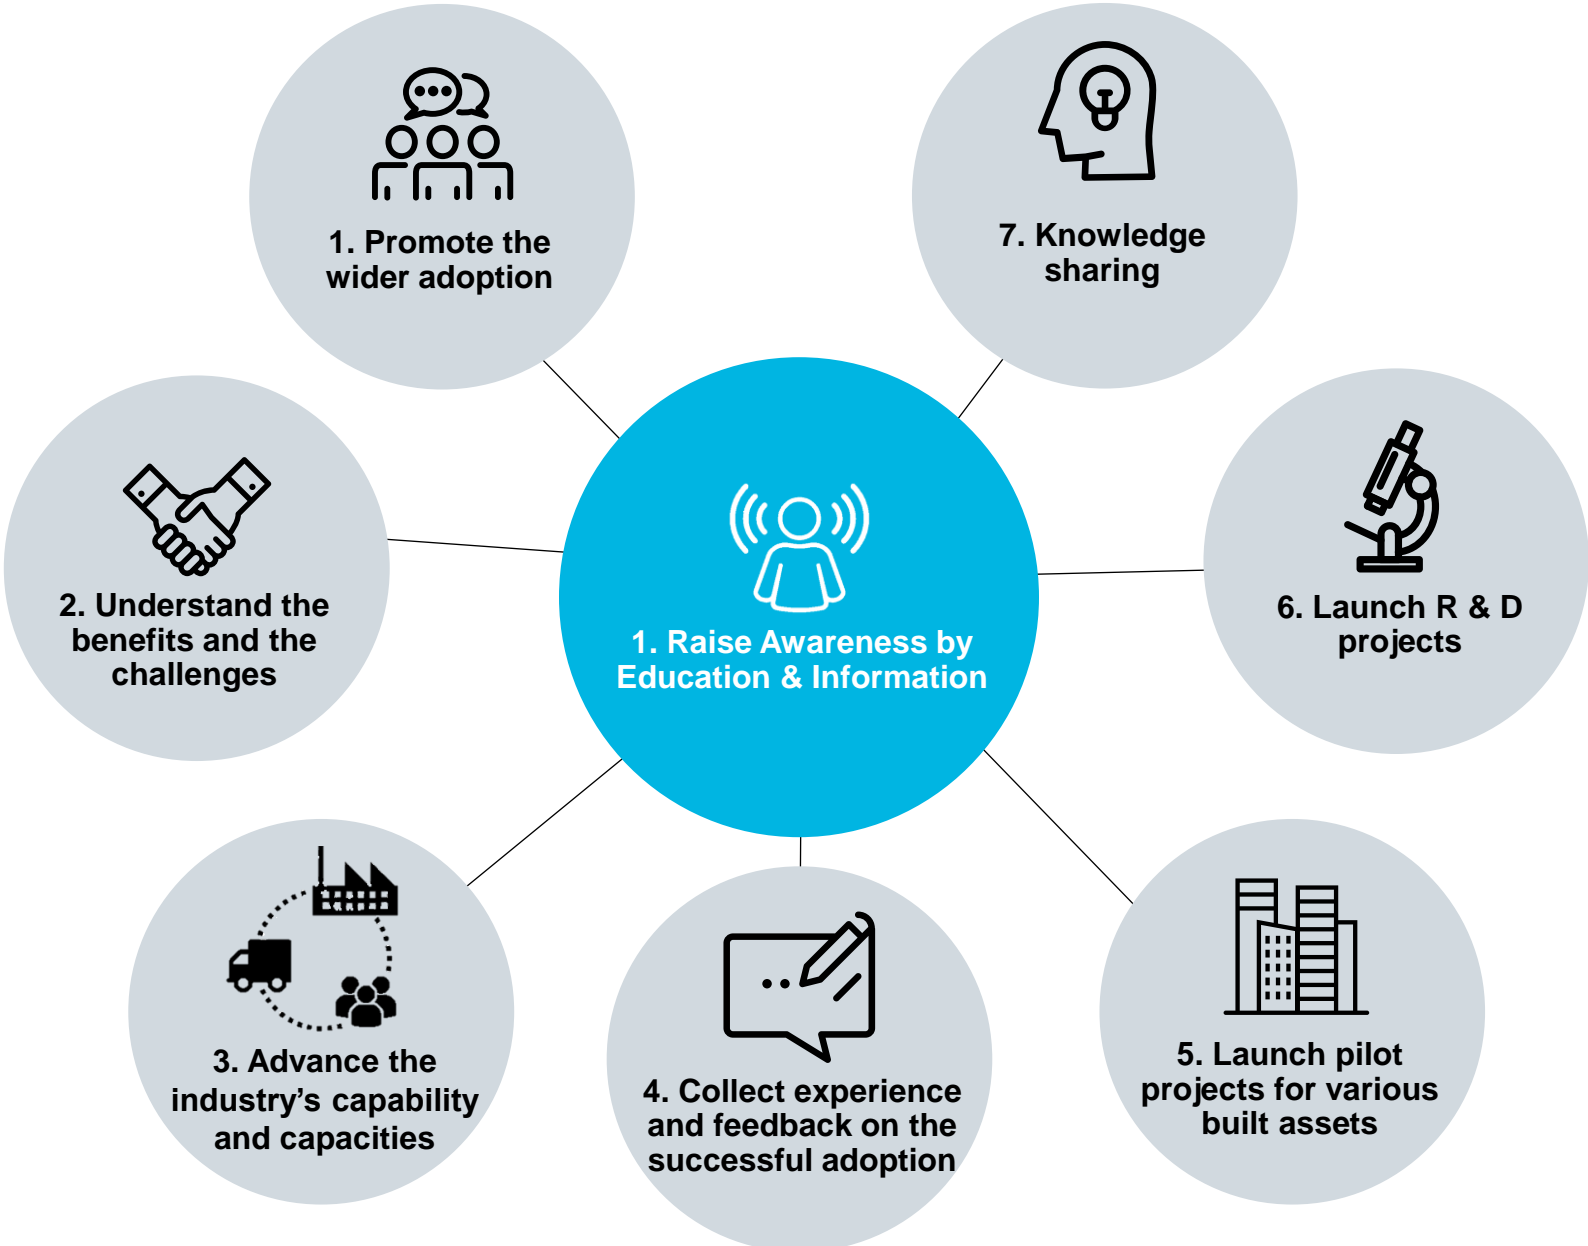 1. Promote the
wider adoption
7. Knowledge
sharing
2. Understand the
benefits and the
challenges
1. Raise Awareness by
Education & Information
6. Launch R & D
projects
3. Advance the
industry’s capability
and capacities
4. Collect experience
and feedback on the
successful adoption
5. Launch pilot
projects for various
built assets